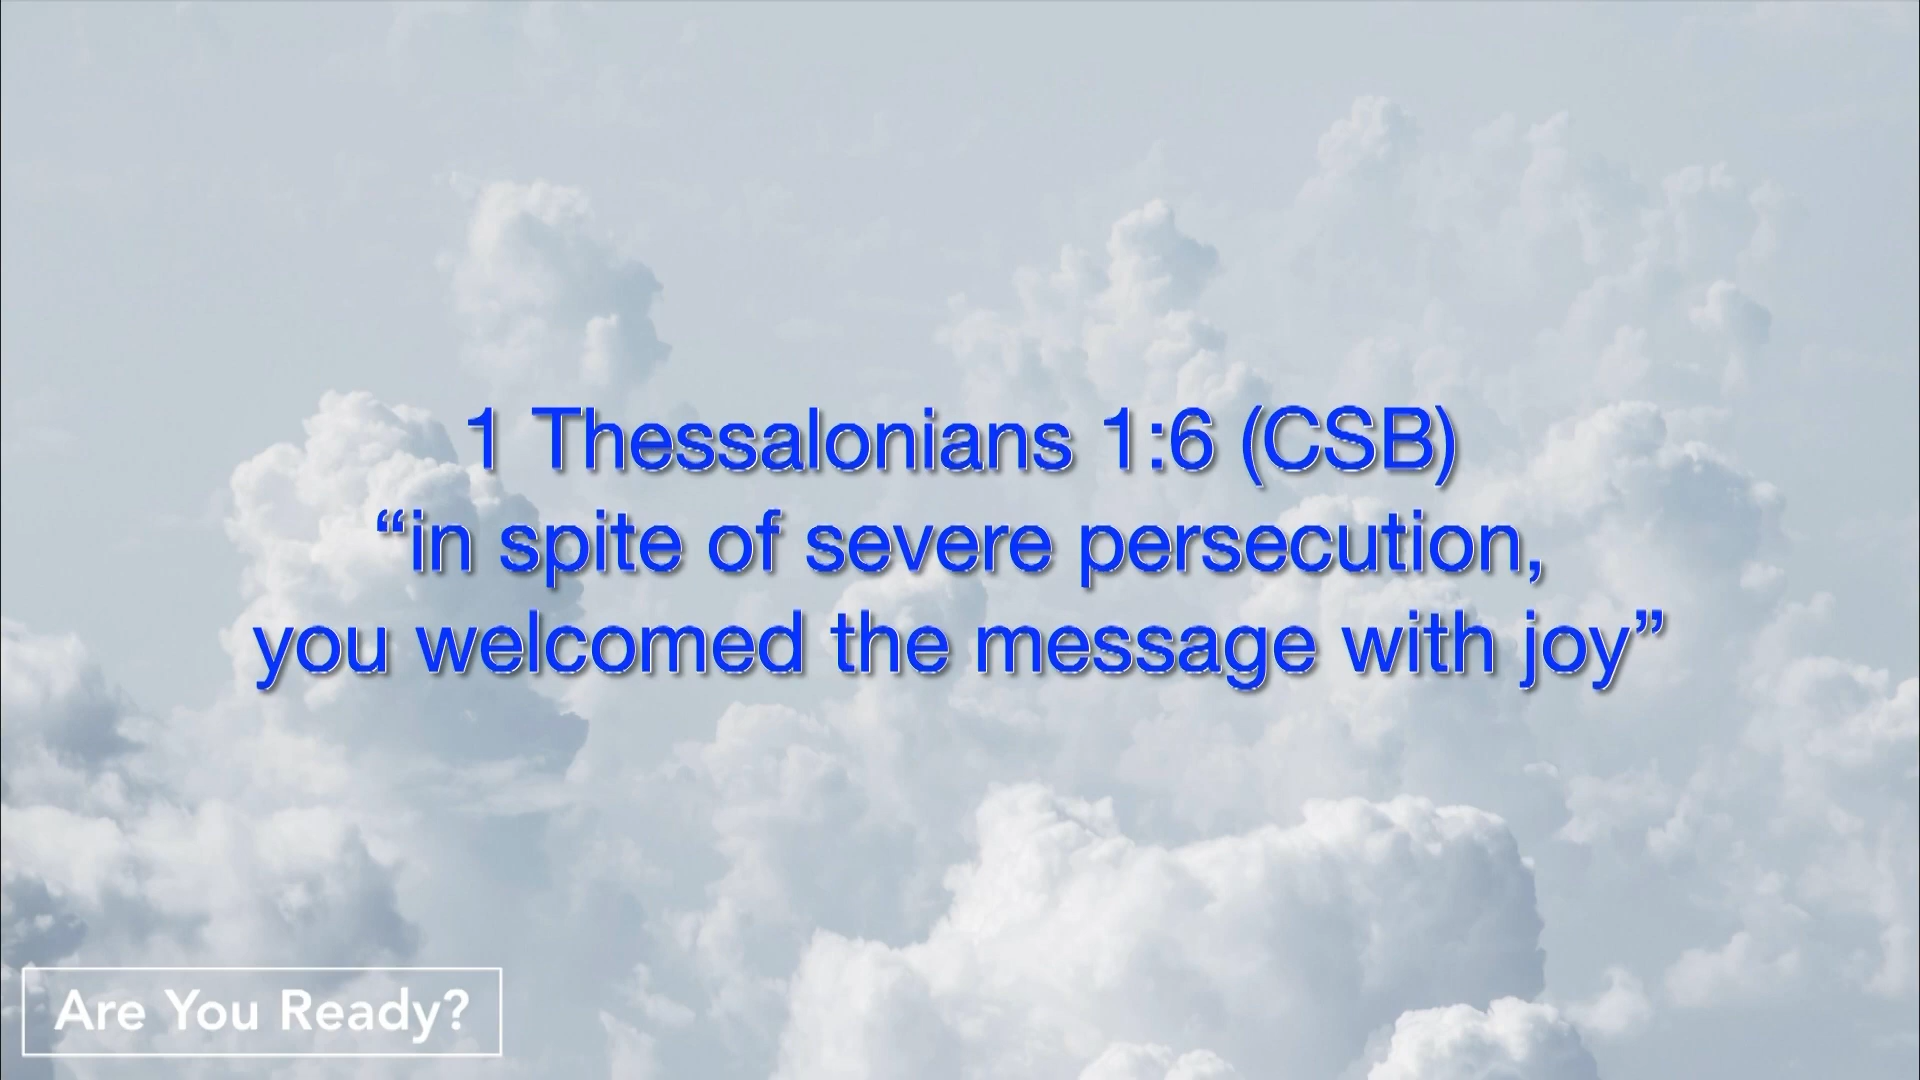 1 Thessalonians 1:6 (CSB)
“in spite of severe persecution,
you welcomed the message with joy”
Are You Ready?